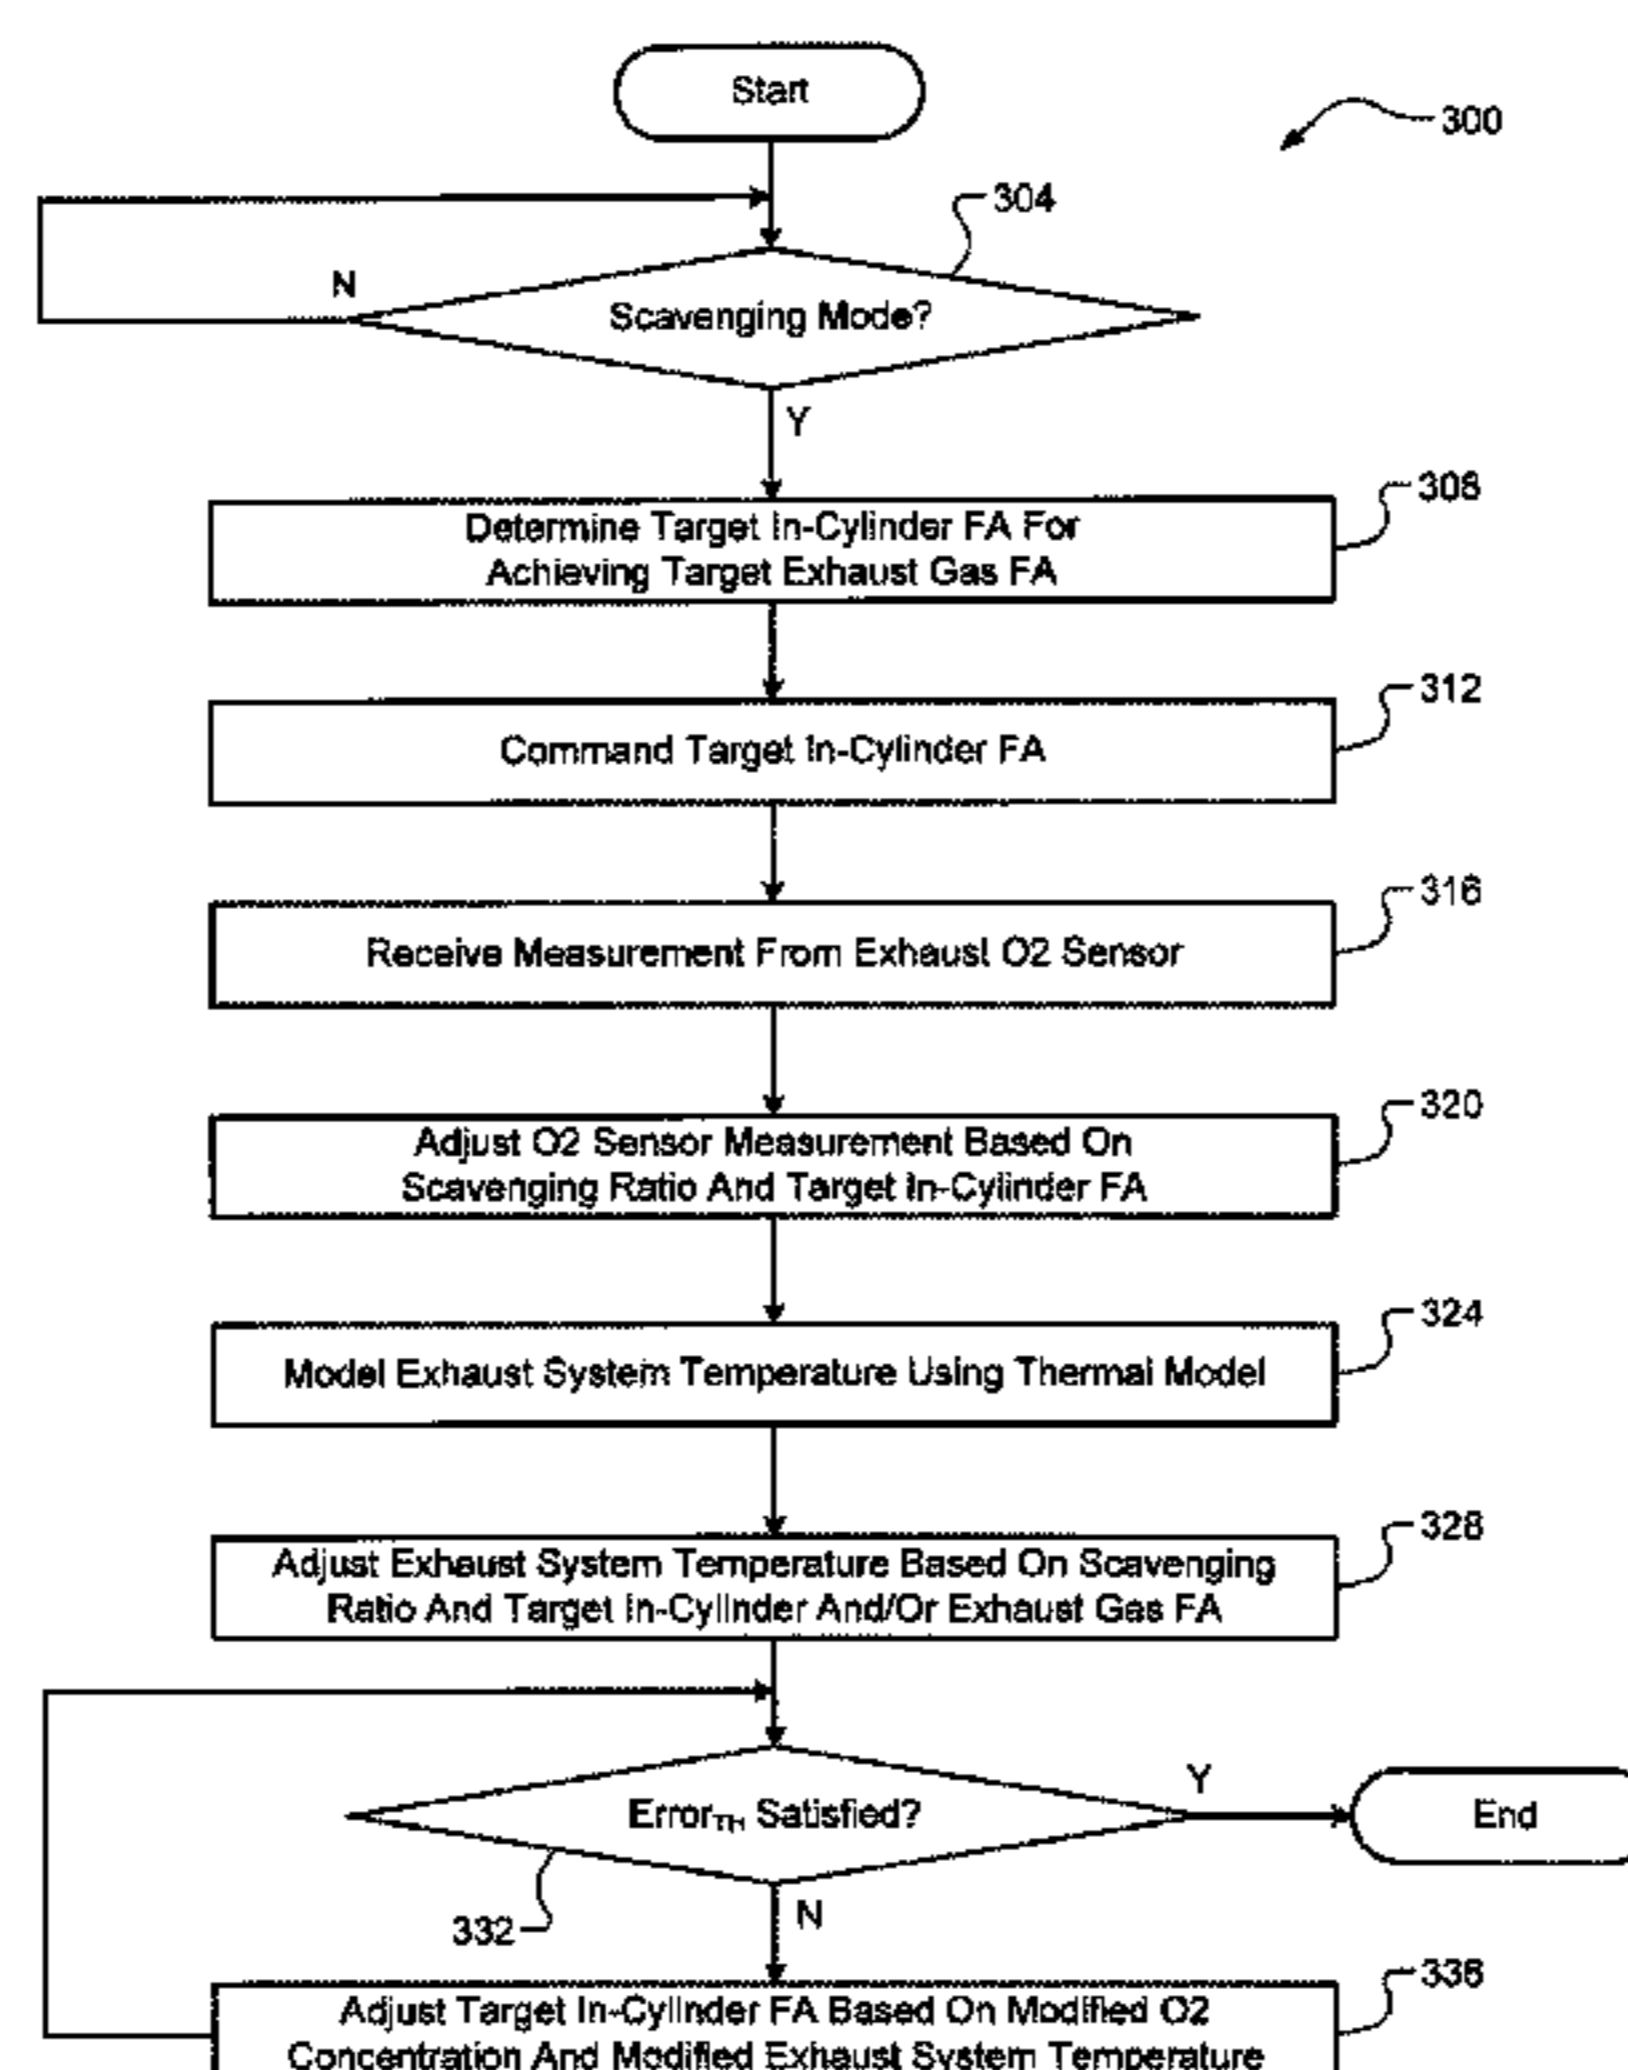 Start
300
304
N
Scavenging Mode?
Y
308
Determine Target In-Cylinder FA For
Achieving Target Exhaust Gas FA
312
Command Target In-Cylinder FA
316
Receive Measurement From Exhaust O2 Sensor
320
Adjust O2 Sensor Measurement Based On
Scavenging Ratio And Target In-Cylinder FA
324
Model Exhaust System Temperature Using Thermal Model
328
Adjust Exhaust System Temperature Based On Scavenging
Ratio And Target In-Cylinder And/Or Exhaust Gas FA
Y
ErrorTH Satisfied?
End
332
N
336
Adjust Target In-Cylinder FA Based On Modified O2
Concentration And Modified Exhaust System Temperature